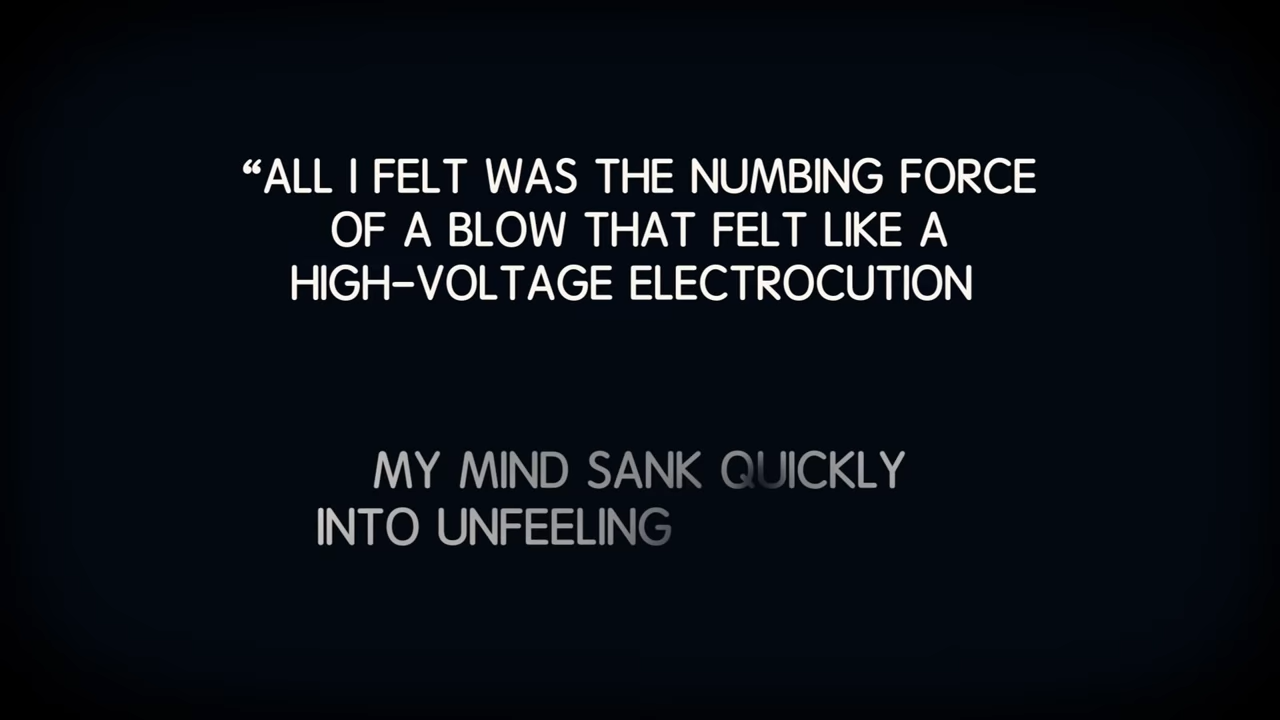 “ALL I FELT WAS THE NUMBING FORCE
OF A BLOW THAT FELT LIKE A
HIGH–VOLTAGE ELECTROCUTION
MY MIND SANK QUICKLY
INTO UNFEELING